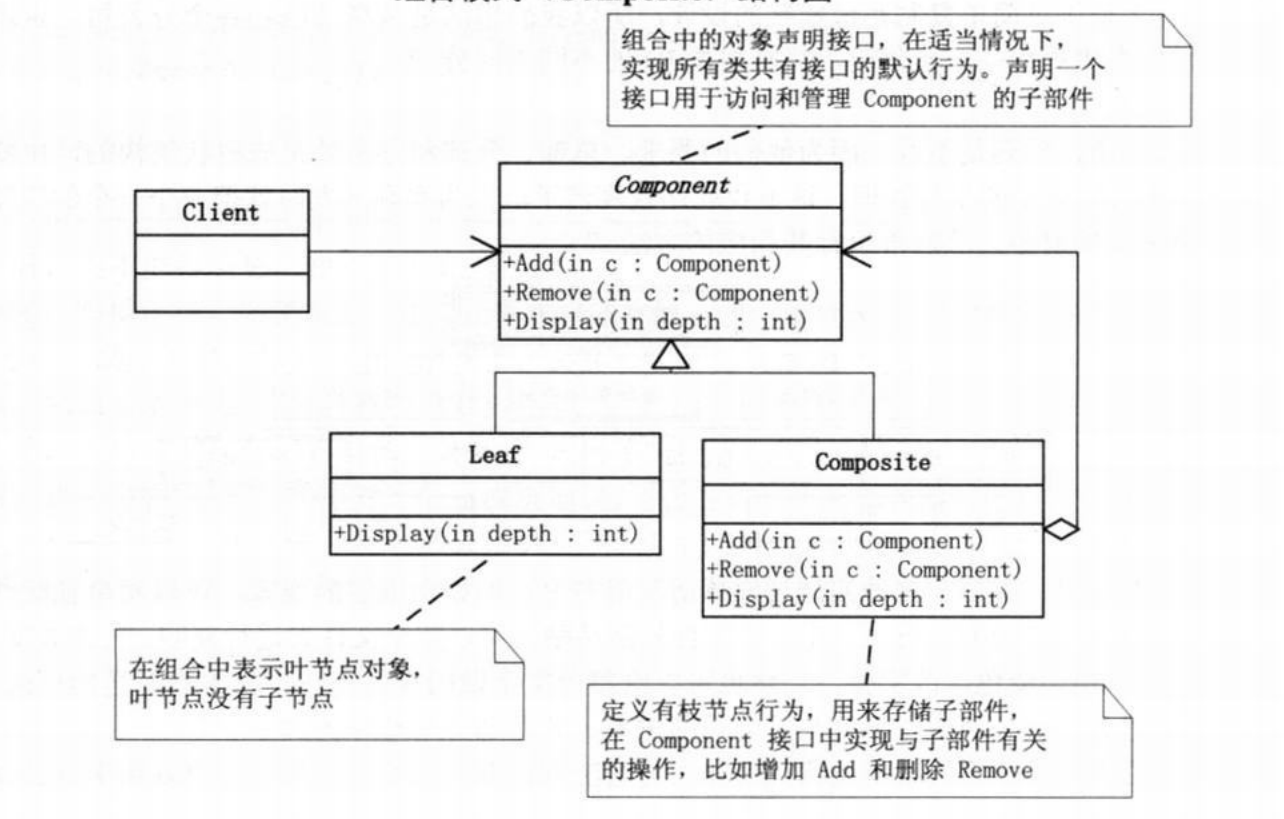 组合中的对象声明接口，在适当情况下，
实现所有类共有接口的默认行为。声明一个
接口用于访问和管理 Component 的子部件
Component
+Add(in c : Component)
+Remove(in c : Component)
+Display(in depth : int)
Client
Leaf
+Display(in depth : int)
Composite
+Add(in c : Component)
+Remove(in c : Component)
+Display(in depth : int)
在组合中表示叶节点对象，
叶节点没有子节点
定义有枝节点行为，用来存储子部件，
在 Component 接口中实现与子部件有关
的操作，比如增加 Add 和删除 Remove